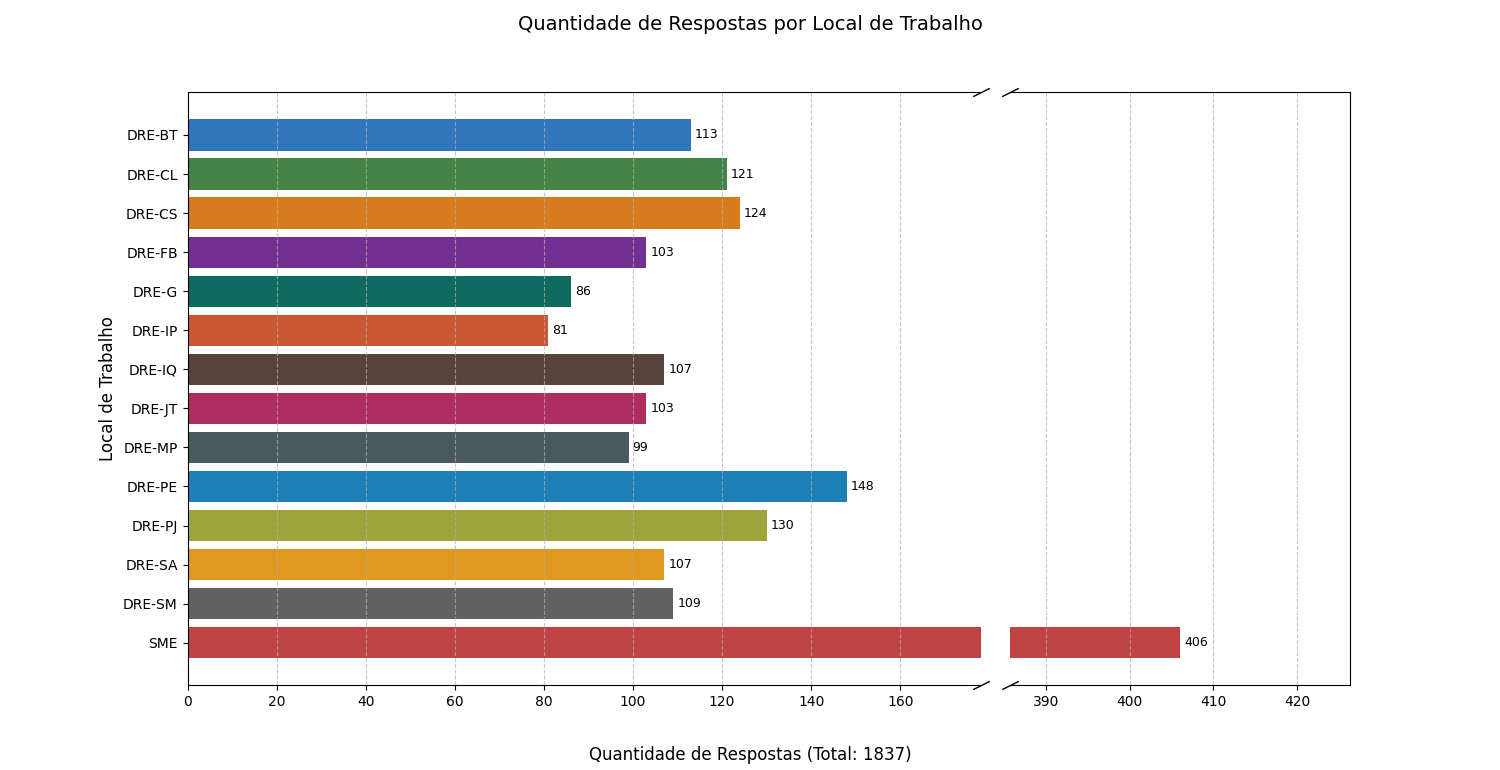 Quantidade de Respostas por Local de Trabalho
Local de Trabalho
DRE-BT 113
DRE-CL 121
DRE-CS 124
DRE-FB 103
DRE-G 86
DRE-IP 81
DRE-IQ 107
DRE-JT 103
DRE-MP 99
DRE-PE 148
DRE-PJ 130
DRE-SA 107
DRE-SM 109
SME 406
0 20 40 60 80 100 120 140 160 390 400 410 420
Quantidade de Respostas (Total: 1837)